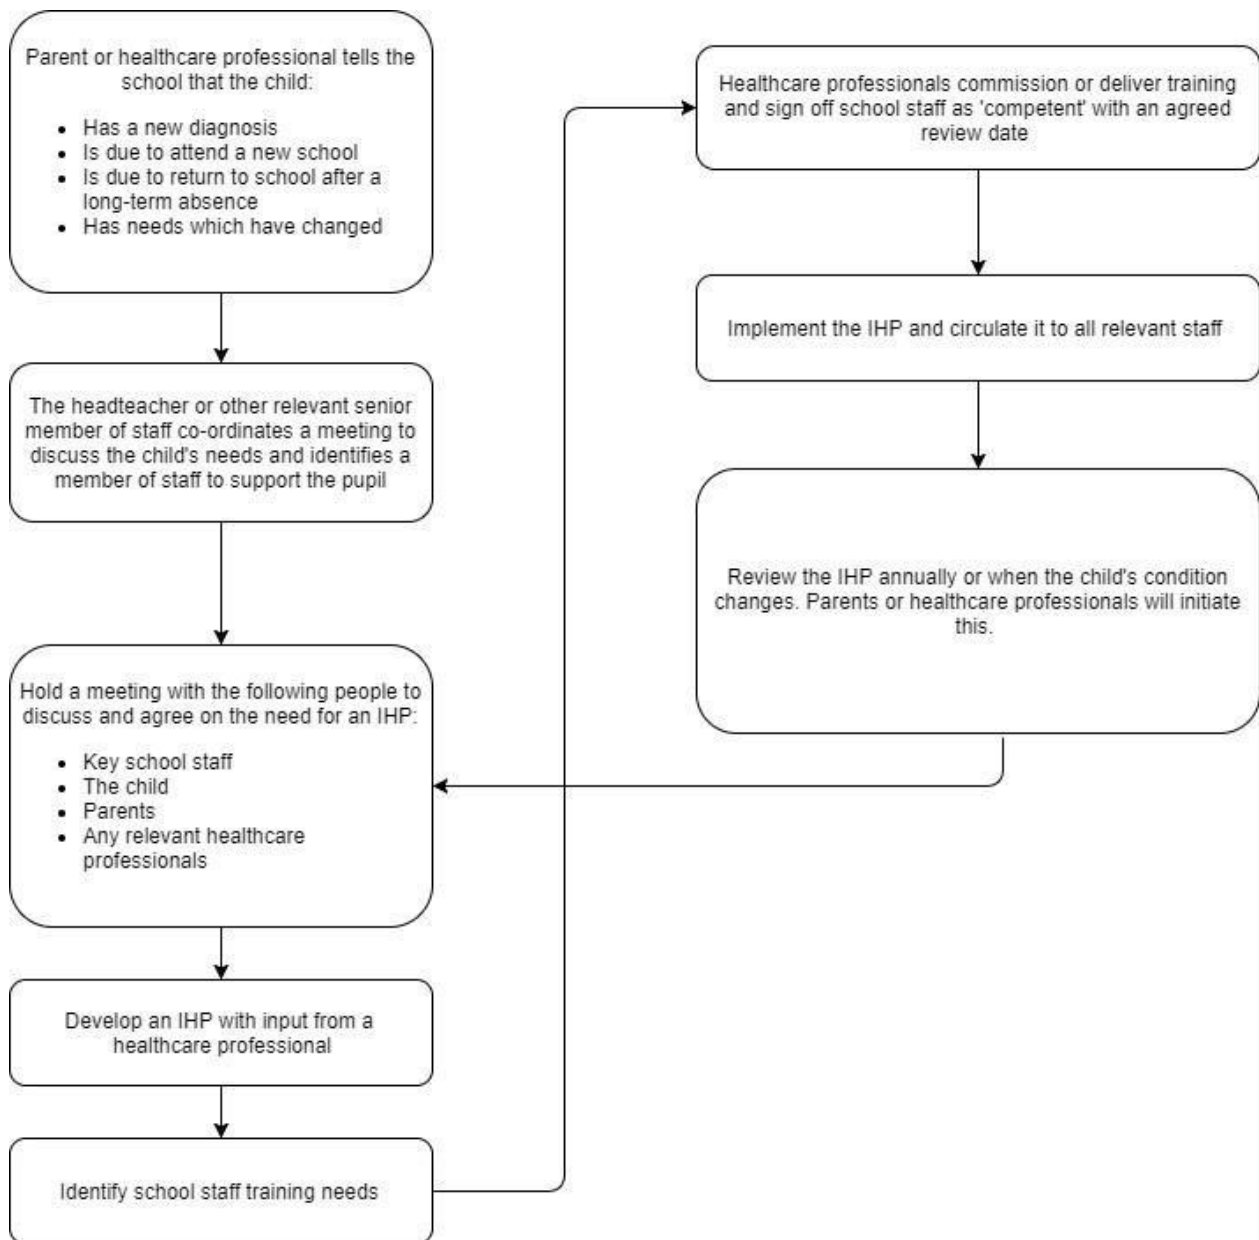 Parent or healthcare professional tells the
school that the child:
• Has a new diagnosis
• Is due to attend a new school
• Is due to return to school after a
long-term absence
• Has needs which have changed
The headteacher or other relevant senior
member of staff co-ordinates a meeting to
discuss the child's needs and identifies a
member of staff to support the pupil
Hold a meeting with the following people to
discuss and agree on the need for an IHP:
• Key school staff
• The child
• Parents
• Any relevant healthcare
professionals
Develop an IHP with input from a
healthcare professional
Identify school staff training needs
Healthcare professionals commission or deliver training
and sign off school staff as 'competent' with an agreed
review date
Implement the IHP and circulate it to all relevant staff
Review the IHP annually or when the child's condition
changes. Parents or healthcare professionals will initiate
this.